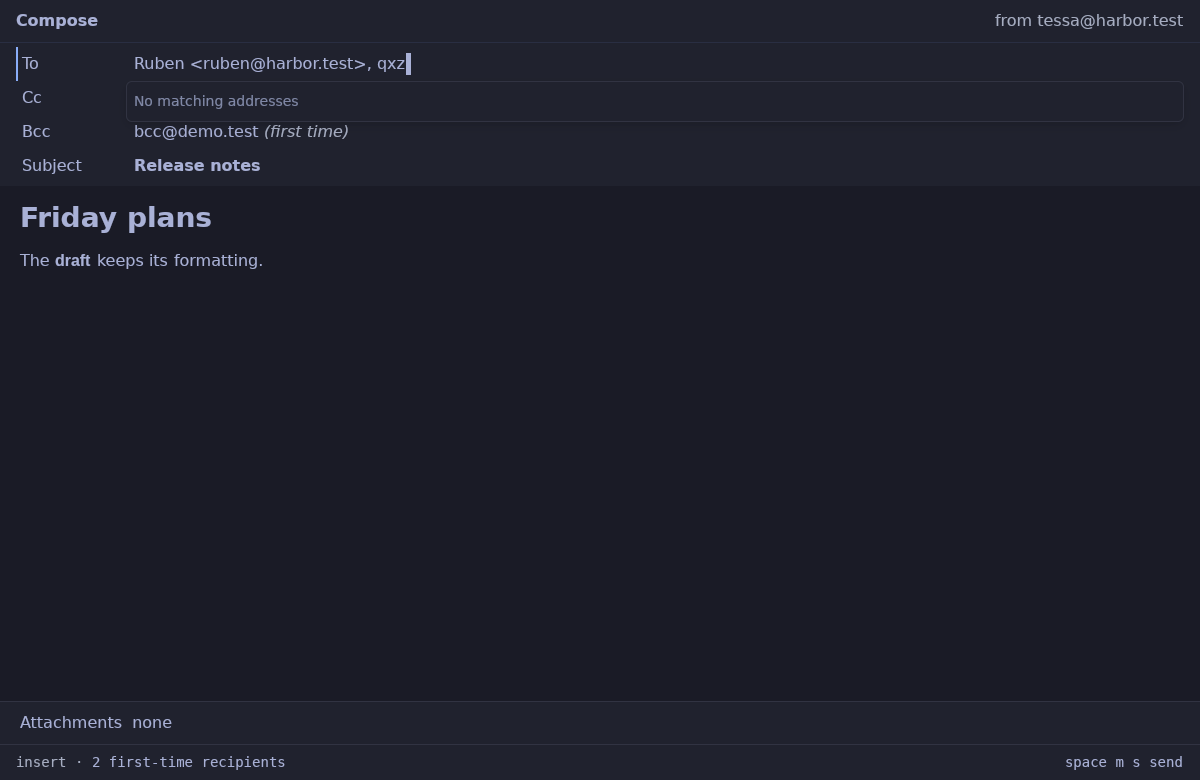 Compose from tessa@harbor.test
To Ruben <ruben@harbor.test>, qxz
Cc No matching addresses
Bcc bcc@demo.test (first time)
Subject Release notes
Friday plans
The draft keeps its formatting.
Attachments none
insert · 2 first-time recipients space m s send